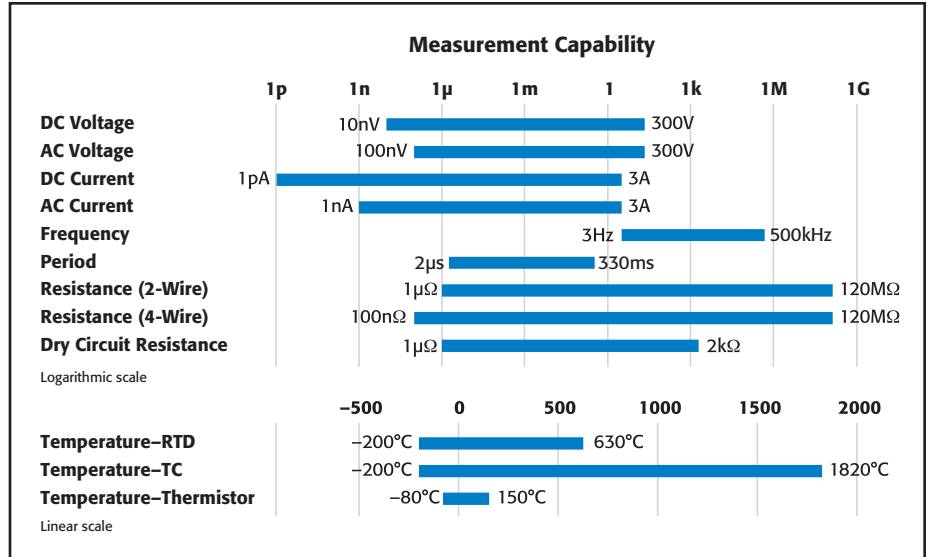 Measurement Capability
1p 1n 1µ 1m 1 1k 1M 1G
DC Voltage 10nV 300V
AC Voltage 100nV 300V
DC Current 1pA 3A
AC Current 1nA 3A
Frequency 3Hz 500kHz
Period 2µs 330ms
Resistance (2-Wire) 1µΩ 120MΩ
Resistance (4-Wire) 100nΩ 120MΩ
Dry Circuit Resistance 1µΩ 2kΩ
Logarithmic scale
–500 0 500 1000 1500 2000
Temperature–RTD –200°C 630°C
Temperature–TC –200°C 1820°C
Temperature–Thermistor –80°C 150°C
Linear scale